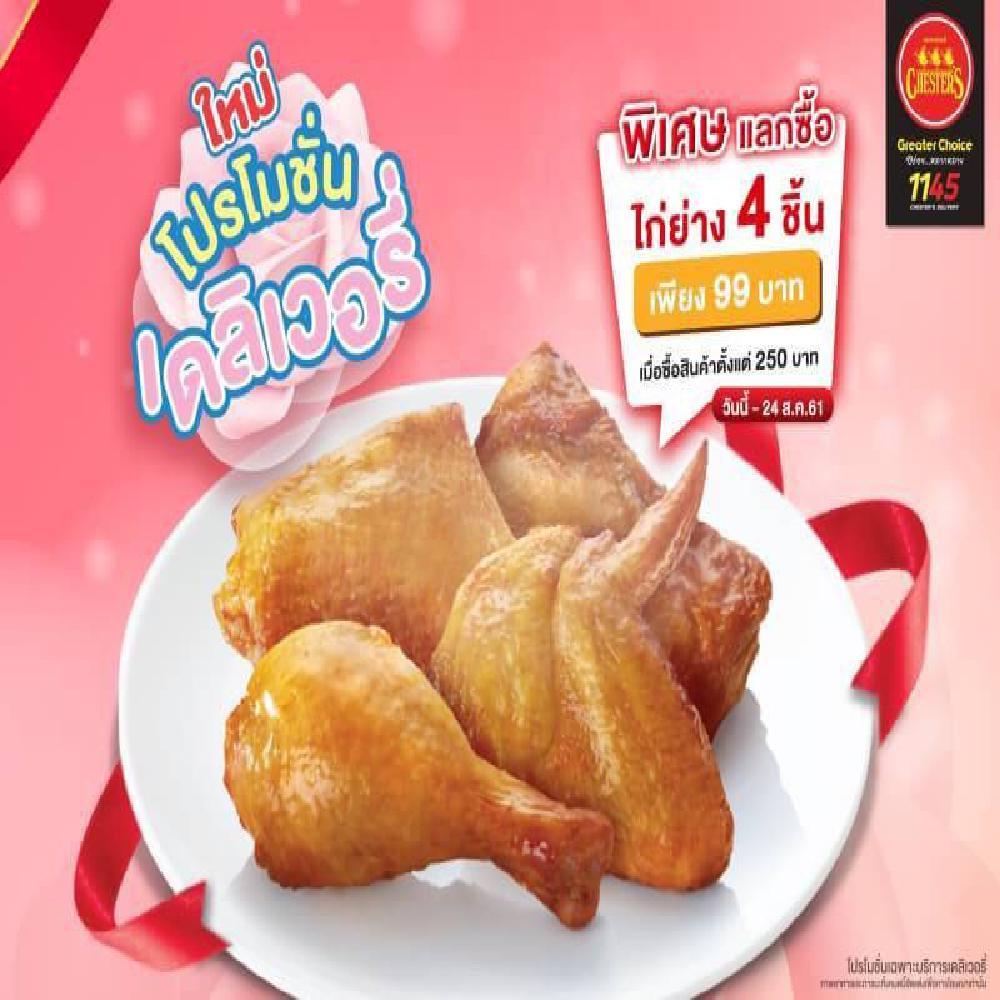 ใหม่
โปรโมชั่น
เดลิเวอรี่
พิเศษ แลกซื้อ
ไก่ย่าง 4 ชิ้น
เพียง 99 บาท
เมื่อซื้อสินค้าตั้งแต่ 250 บาท
วันนี้ - 24 ส.ค.61
CHESTER'S
Greater Choice
1145
CHESTER'S DELIVERY
โปรโมชั่นเฉพาะบริการเดลิเวอรี่